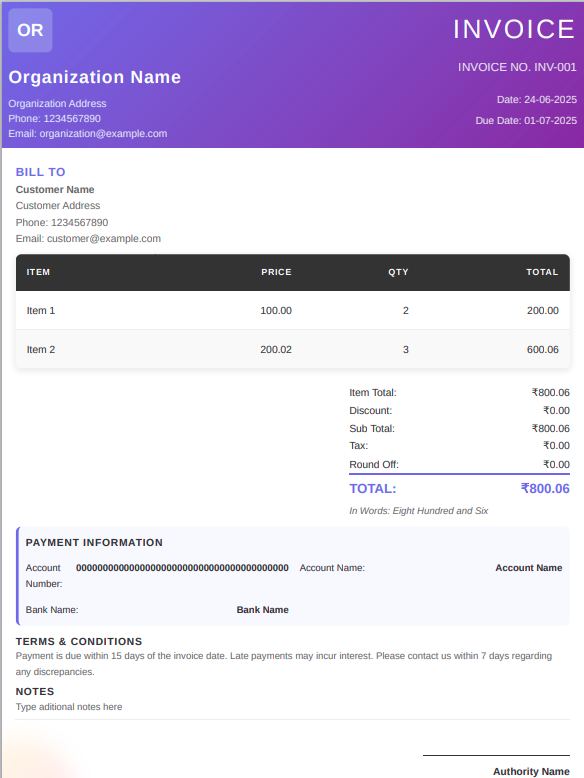 OR
INVOICE
INVOICE NO. INV-001
Organization Name
Date: 24-06-2025
Organization Address
Phone: 1234567890
Due Date: 01-07-2025
Email: organization@example.com
BILL TO
Customer Name
Customer Address
Phone: 1234567890
Email: customer@example.com
ITEM PRICE QTY TOTAL
Item 1 100.00 2 200.00
Item 2 200.02 3 600.06
Item Total: ₹800.06
Discount: ₹0.00
Sub Total: ₹800.06
Tax: ₹0.00
Round Off: ₹0.00
TOTAL: ₹800.06
In Words: Eight Hundred and Six
PAYMENT INFORMATION
Account Number: 0000000000000000000000000000000000000000 Account Name: Account Name
Bank Name: Bank Name
TERMS & CONDITIONS
Payment is due within 15 days of the invoice date. Late payments may incur interest. Please contact us within 7 days regarding
any discrepancies.
NOTES
Type aditional notes here
Authority Name